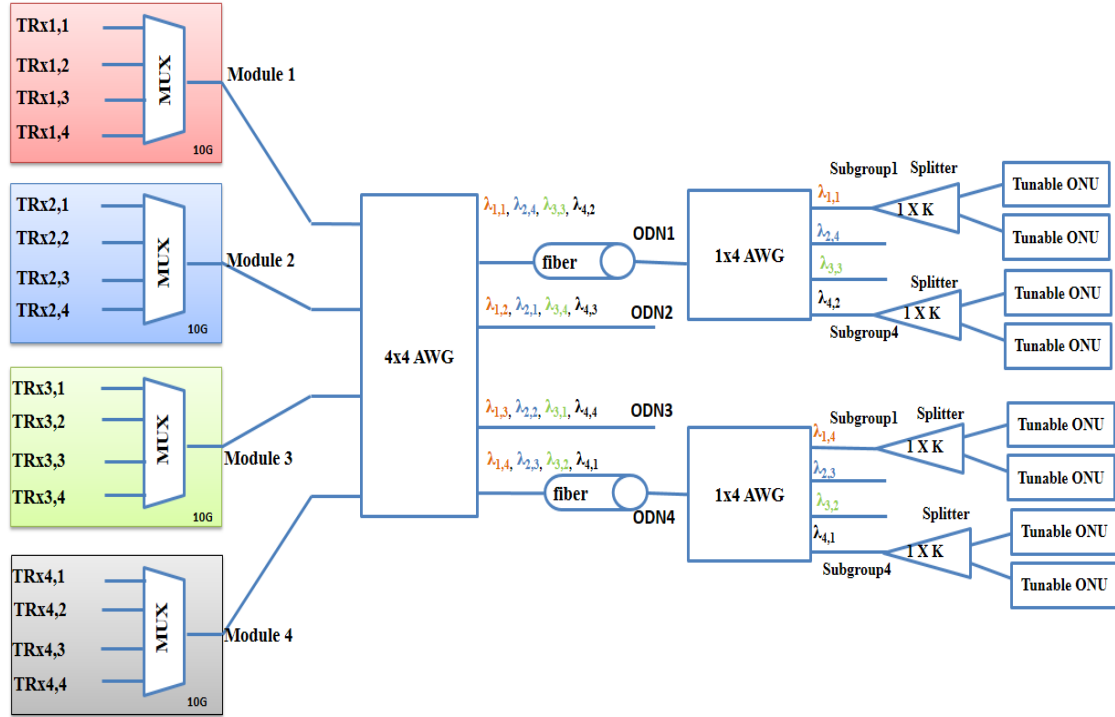 TRx1,1
TRx1,2
TRx1,3
TRx1,4
MUX
10G
Module 1
TRx2,1
TRx2,2
TRx2,3
TRx2,4
MUX
10G
Module 2
TRx3,1
TRx3,2
TRx3,3
TRx3,4
MUX
10G
Module 3
TRx4,1
TRx4,2
TRx4,3
TRx4,4
MUX
10G
Module 4
4x4 AWG
λ1,1, λ2,4, λ3,3, λ4,2
ODN1
fiber
λ1,2, λ2,1, λ3,4, λ4,3
ODN2
λ1,3, λ2,2, λ3,1, λ4,4
ODN3
λ1,4, λ2,3, λ3,2, λ4,1
fiber
ODN4
1x4 AWG
Subgroup1
Splitter
λ1,1
1 X K
Tunable ONU
Tunable ONU
λ2,4
λ3,3
Splitter
λ4,2
1 X K
Subgroup4
Tunable ONU
Tunable ONU
1x4 AWG
Subgroup1
Splitter
λ1,4
1 X K
Tunable ONU
Tunable ONU
λ2,3
λ3,2
Splitter
λ4,1
1 X K
Subgroup4
Tunable ONU
Tunable ONU